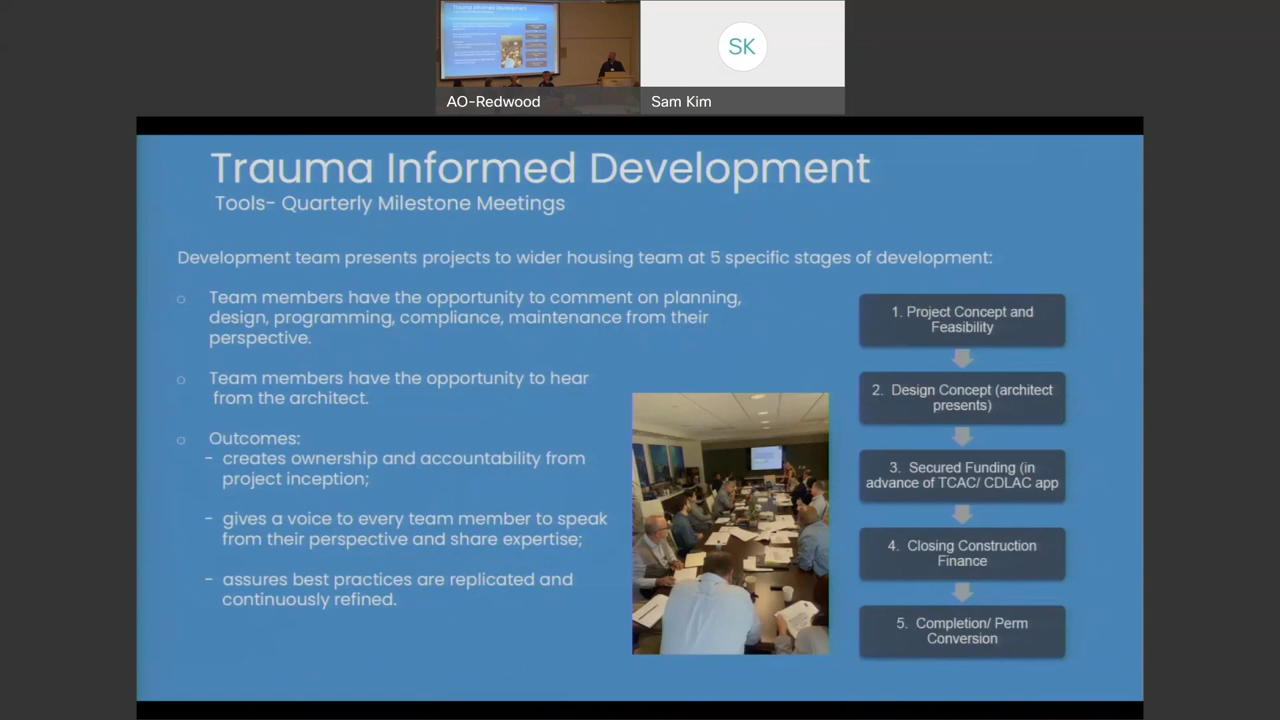 Trauma Informed Development
SK
AO-Redwood
Sam Kim
Trauma Informed Development
Tools- Quarterly Milestone Meetings
Development team presents projects to wider housing team at 5 specific stages of development:
Team members have the opportunity to comment on planning,
design, programming, compliance, maintenance from their
perspective.
Team members have the opportunity to hear
from the architect.
Outcomes:
- creates ownership and accountability from
project inception;
- gives a voice to every team member to speak
from their perspective and share expertise;
- assures best practices are replicated and
continuously refined.
1. Project Concept and
Feasibility
2. Design Concept (architect
presents)
3. Secured Funding (in
advance of TCAC/ CDLAC app
4. Closing Construction
Finance
5. Completion/ Perm
Conversion